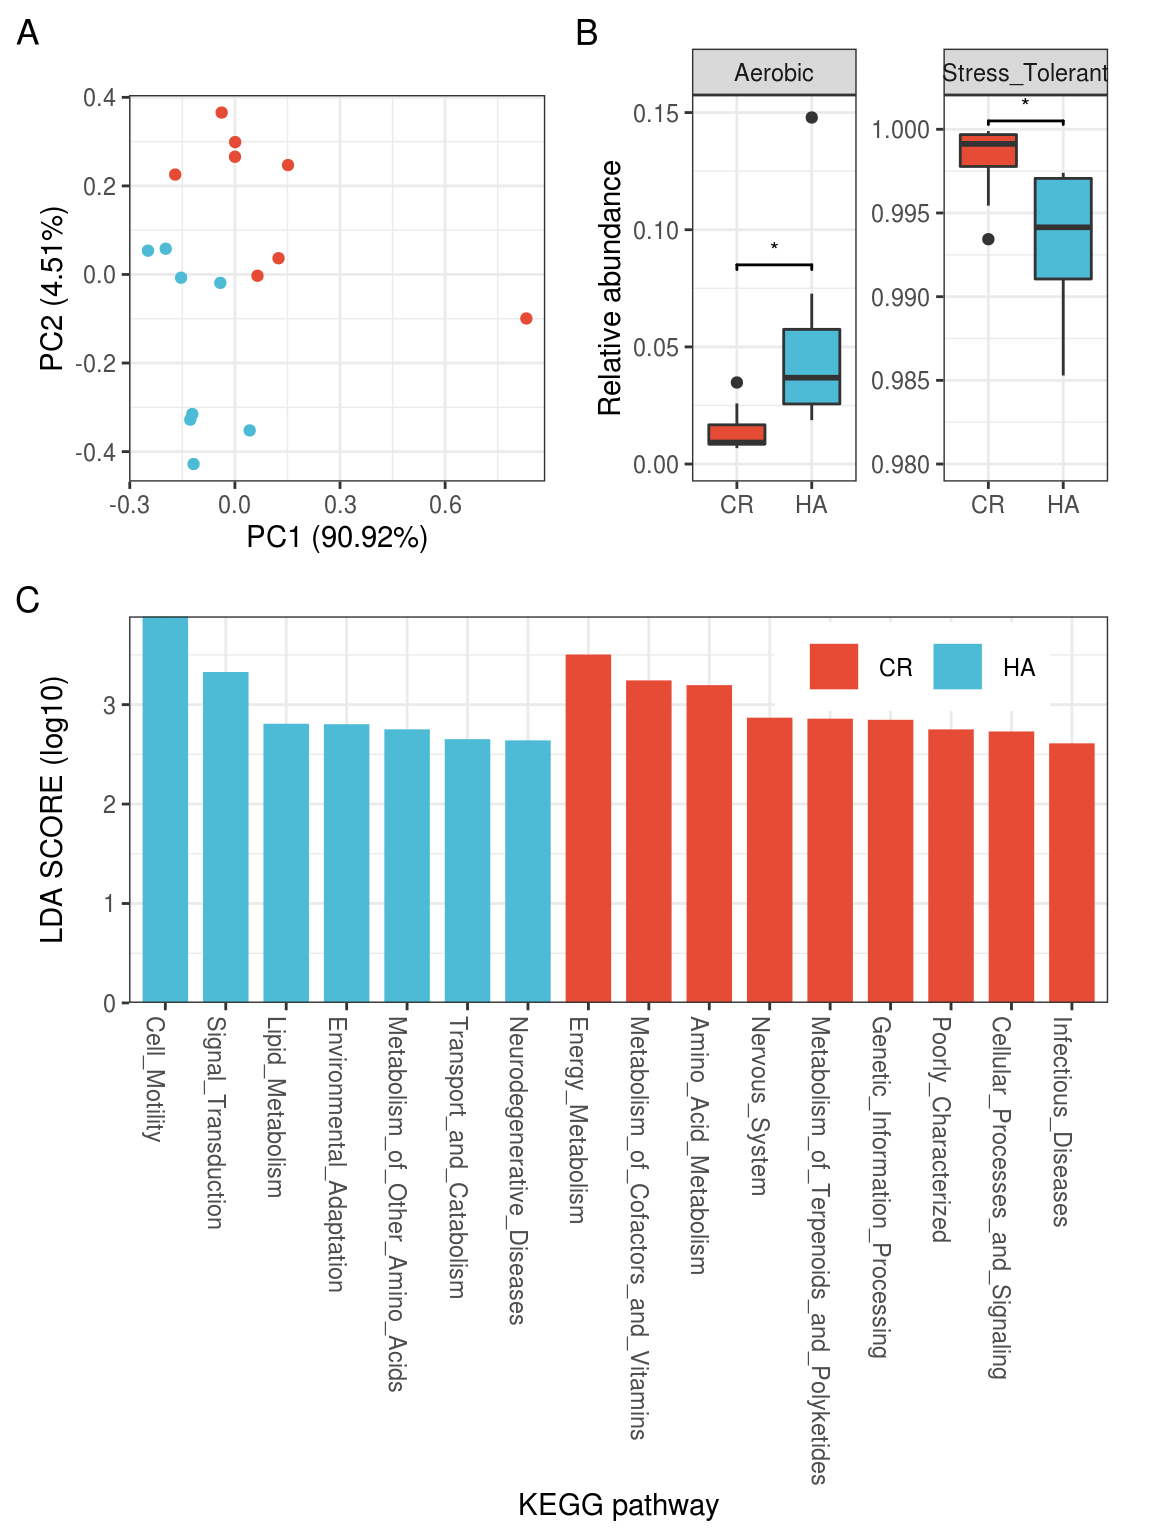 A
0.4
0.2
0.0
-0.2
-0.4
PC2 (4.51%)
-0.3
0.0
0.3
0.6
PC1 (90.92%)
B
Aerobic
Stress_Tolerant
Relative abundance
0.15
0.10
0.05
0.00
*
CR
HA
1.000
0.995
0.990
0.985
0.980
*
CR
HA
C
LDA SCORE (log10)
3
2
1
0
CR
HA
Cell_Motility
Signal_Transduction
Lipid_Metabolism
Environmental_Adaptation
Metabolism_of_Other_Amino_Acids
Transport_and_Catabolism
Neurodegenerative_Diseases
Energy_Metabolism
Metabolism_of_Cofactors_and_Vitamins
Amino_Acid_Metabolism
Nervous_System
Metabolism_of_Terpenoids_and_Polyketides
Genetic_Information_Processing
Poorly_Characterized
Cellular_Processes_and_Signaling
Infectious_Diseases
KEGG pathway